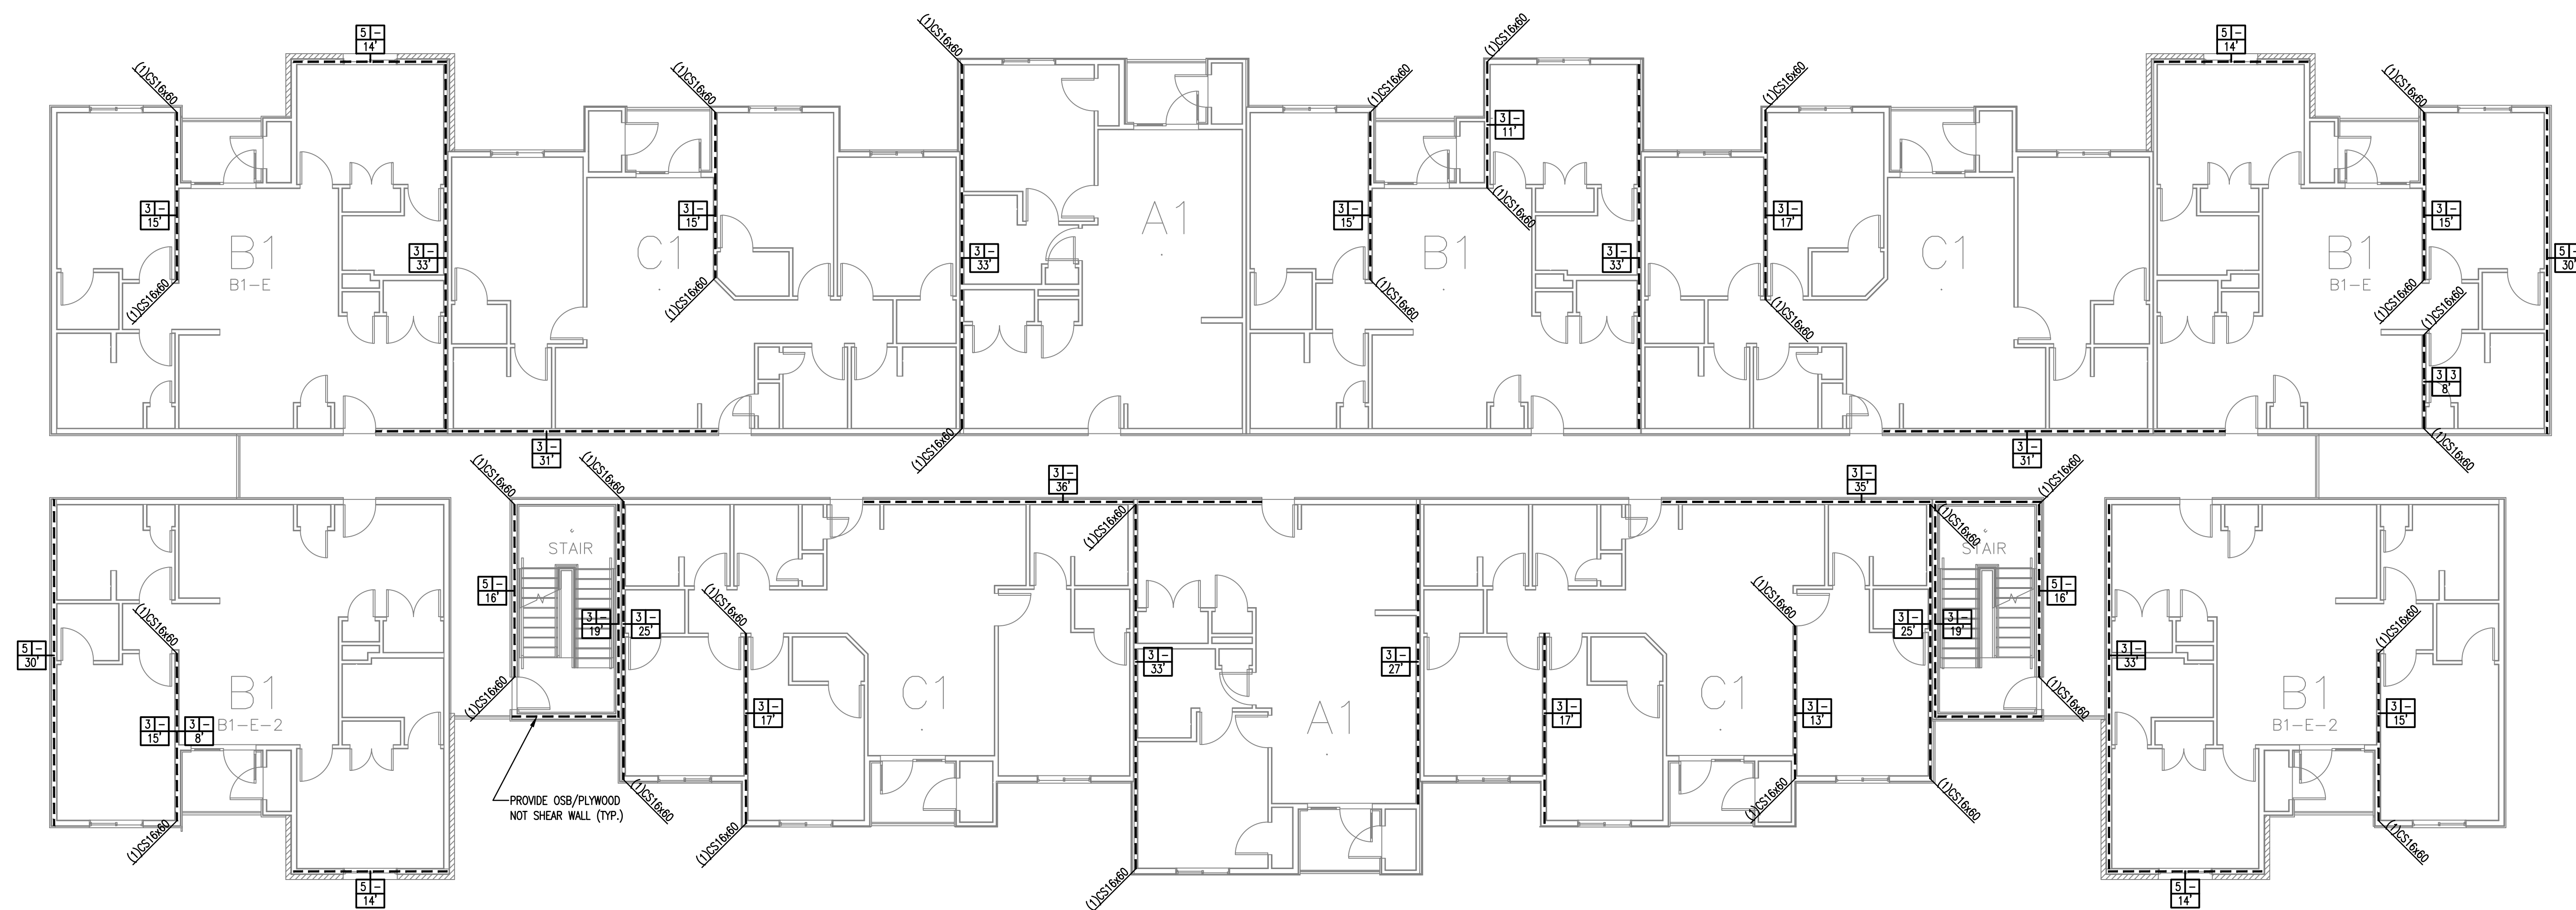 5 –
14'
5 –
14'
(1)CS16x60
(1)CS16x60
(1)CS16x60
(1)CS16x60
(1)CS16x60
(1)CS16x60
(1)CS16x60
3 –
11'
3 –
15'
3 –
15'
3 –
15'
3 –
17'
3 –
15'
(1)CS16x60
B1
B1-E
3 –
33'
C1
3 –
33'
A1
B1
3 –
33'
C1
B1
B1-E
5 –
30'
(1)CS16x60
(1)CS16x60
(1)CS16x60
(1)CS16x60
(1)CS16x60
(1)CS16x60
3 3
8'
3 –
31'
(1)CS16x60
3 –
31'
(1)CS16x60
(1)CS16x60
(1)CS16x60
3 –
36'
3 –
35'
(1)CS16x60
(1)CS16x60
(1)CS16x60
STAIR
STAIR
5 –
16'
5 –
16'
(1)CS16x60
(1)CS16x60
(1)CS16x60
(1)CS16x60
3 –
19'
3 –
25'
3 –
25'
3 –
19'
5 –
30'
3 –
33'
3 –
27'
3 –
33'
B1
B1-E-2
C1
A1
C1
B1
B1-E-2
(1)CS16x60
(1)CS16x60
3 –
15'
3 –
8'
3 –
17'
3 –
17'
3 –
13'
3 –
15'
PROVIDE OSB/PLYWOOD
NOT SHEAR WALL (TYP.)
(1)CS16x60
(1)CS16x60
(1)CS16x60
(1)CS16x60
(1)CS16x60
(1)CS16x60
(1)CS16x60
5 –
14'
5 –
14'